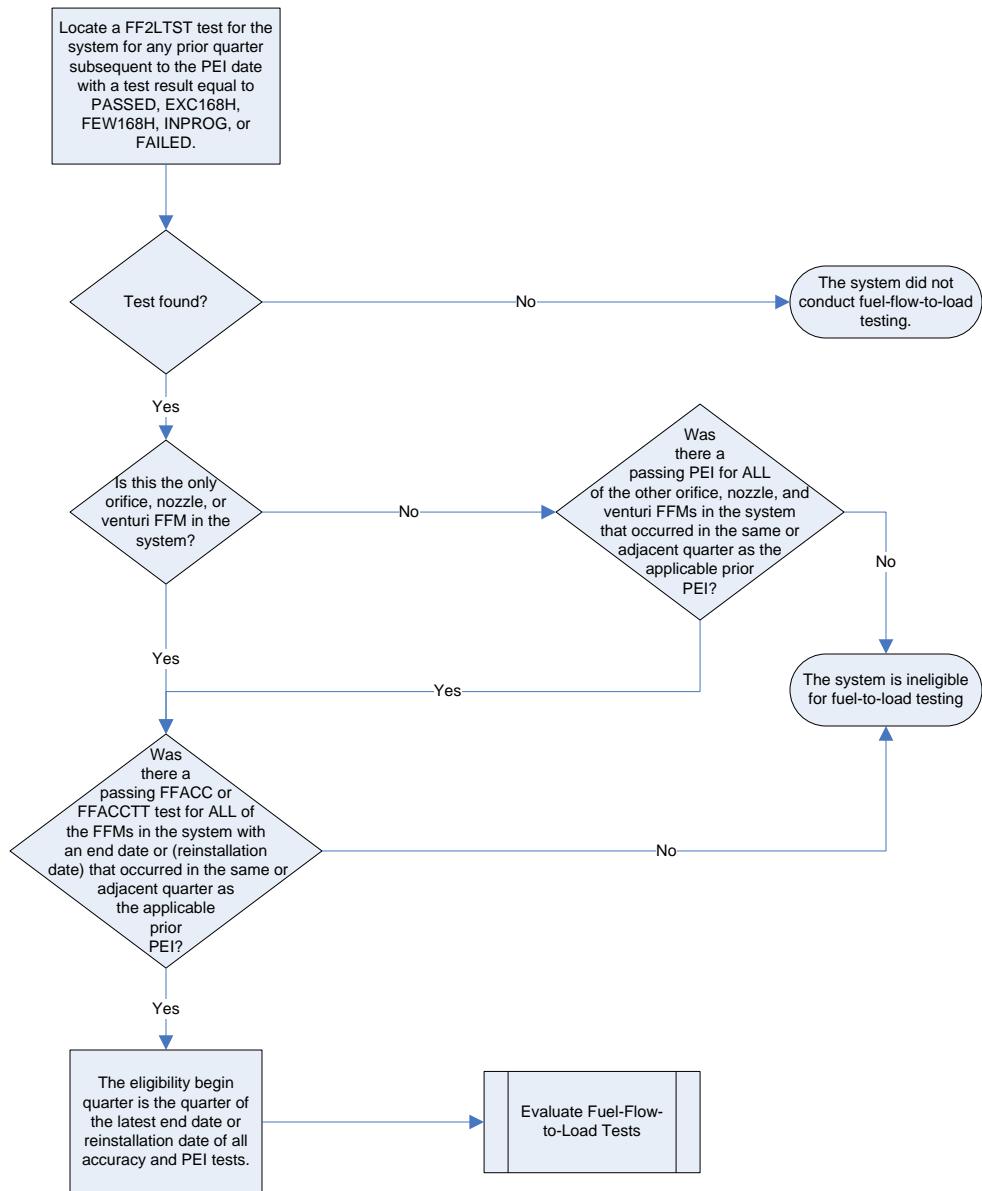 Locate a FF2LTST test for the
system for any prior quarter
subsequent to the PEI date
with a test result equal to
PASSED, EXC168H,
FEW168H, INPROG, or
FAILED.
Test found?
No
The system did not
conduct fuel-flow-to-load
testing.
Yes
Is this the only
orifice, nozzle, or
venturi FFM in the
system?
No
Was
there a
passing PEI for ALL
of the other orifice, nozzle, and
venturi FFMs in the system
that occurred in the same or
adjacent quarter as the
applicable prior
PEI?
No
Yes
Yes
The system is ineligible
for fuel-to-load testing
Was
there a
passing FFACC or
FFACCTT test for ALL of
the FFMs in the system with
an end date or (reinstallation
date) that occurred in the same or
adjacent quarter as
the applicable
prior
PEI?
No
Yes
The eligibility begin
quarter is the quarter of
the latest end date or
reinstallation date of all
accuracy and PEI tests.
Evaluate Fuel-Flow-
to-Load Tests